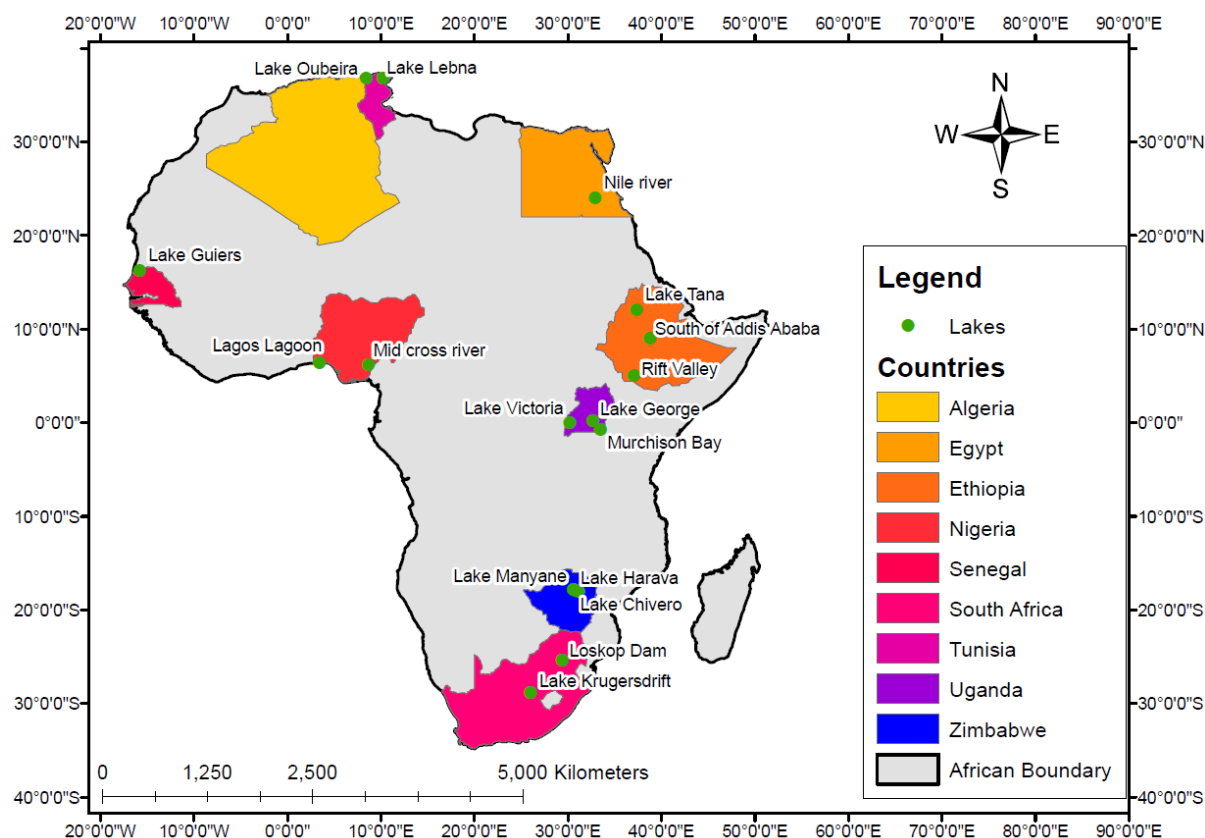 20°0'0"W 10°0'0"W 0°0'0" 10°0'0"E 20°0'0"E 30°0'0"E 40°0'0"E 50°0'0"E 60°0'0"E 70°0'0"E 80°0'0"E 90°0'0"E
Lake Oubeira
Lake Lebna
N
W
E
S
30°0'0"N
30°0'0"N
Nile river
20°0'0"N
20°0'0"N
Lake Guiers
Legend
Lakes
Lake Tana
10°0'0"N
South of Addis Ababa
10°0'0"N
Lagos Lagoon
Mid cross river
Rift Valley
Countries
Algeria
Lake Victoria
Lake George
0°0'0"
0°0'0"
Murchison Bay
Egypt
Ethiopia
10°0'0"S
10°0'0"S
Nigeria
Senegal
Lake Manyane
Lake Harava
Lake Chivero
20°0'0"S
20°0'0"S
South Africa
Loskop Dam
Tunisia
Lake Krugersdrift
Uganda
30°0'0"S
30°0'0"S
Zimbabwe
0 1,250 2,500 5,000 Kilometers
African Boundary
40°0'0"S
40°0'0"S
20°0'0"W 10°0'0"W 0°0'0" 10°0'0"E 20°0'0"E 30°0'0"E 40°0'0"E 50°0'0"E 60°0'0"E 70°0'0"E 80°0'0"E 90°0'0"E